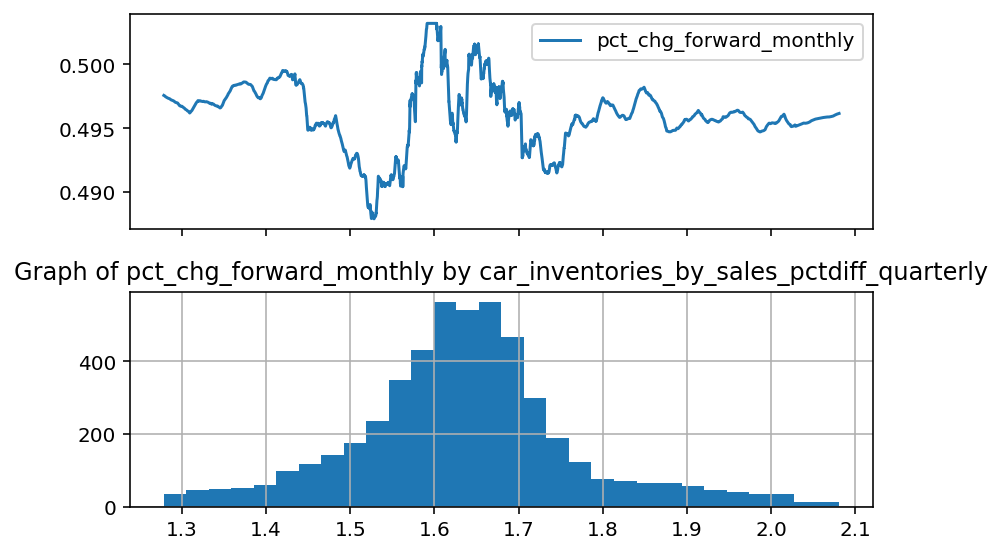 pct_chg_forward_monthly
0.500
0.495
0.490
Graph of pct_chg_forward_monthly by car_inventories_by_sales_pctdiff_quarterly
400
200
0
1.3 1.4 1.5 1.6 1.7 1.8 1.9 2.0 2.1